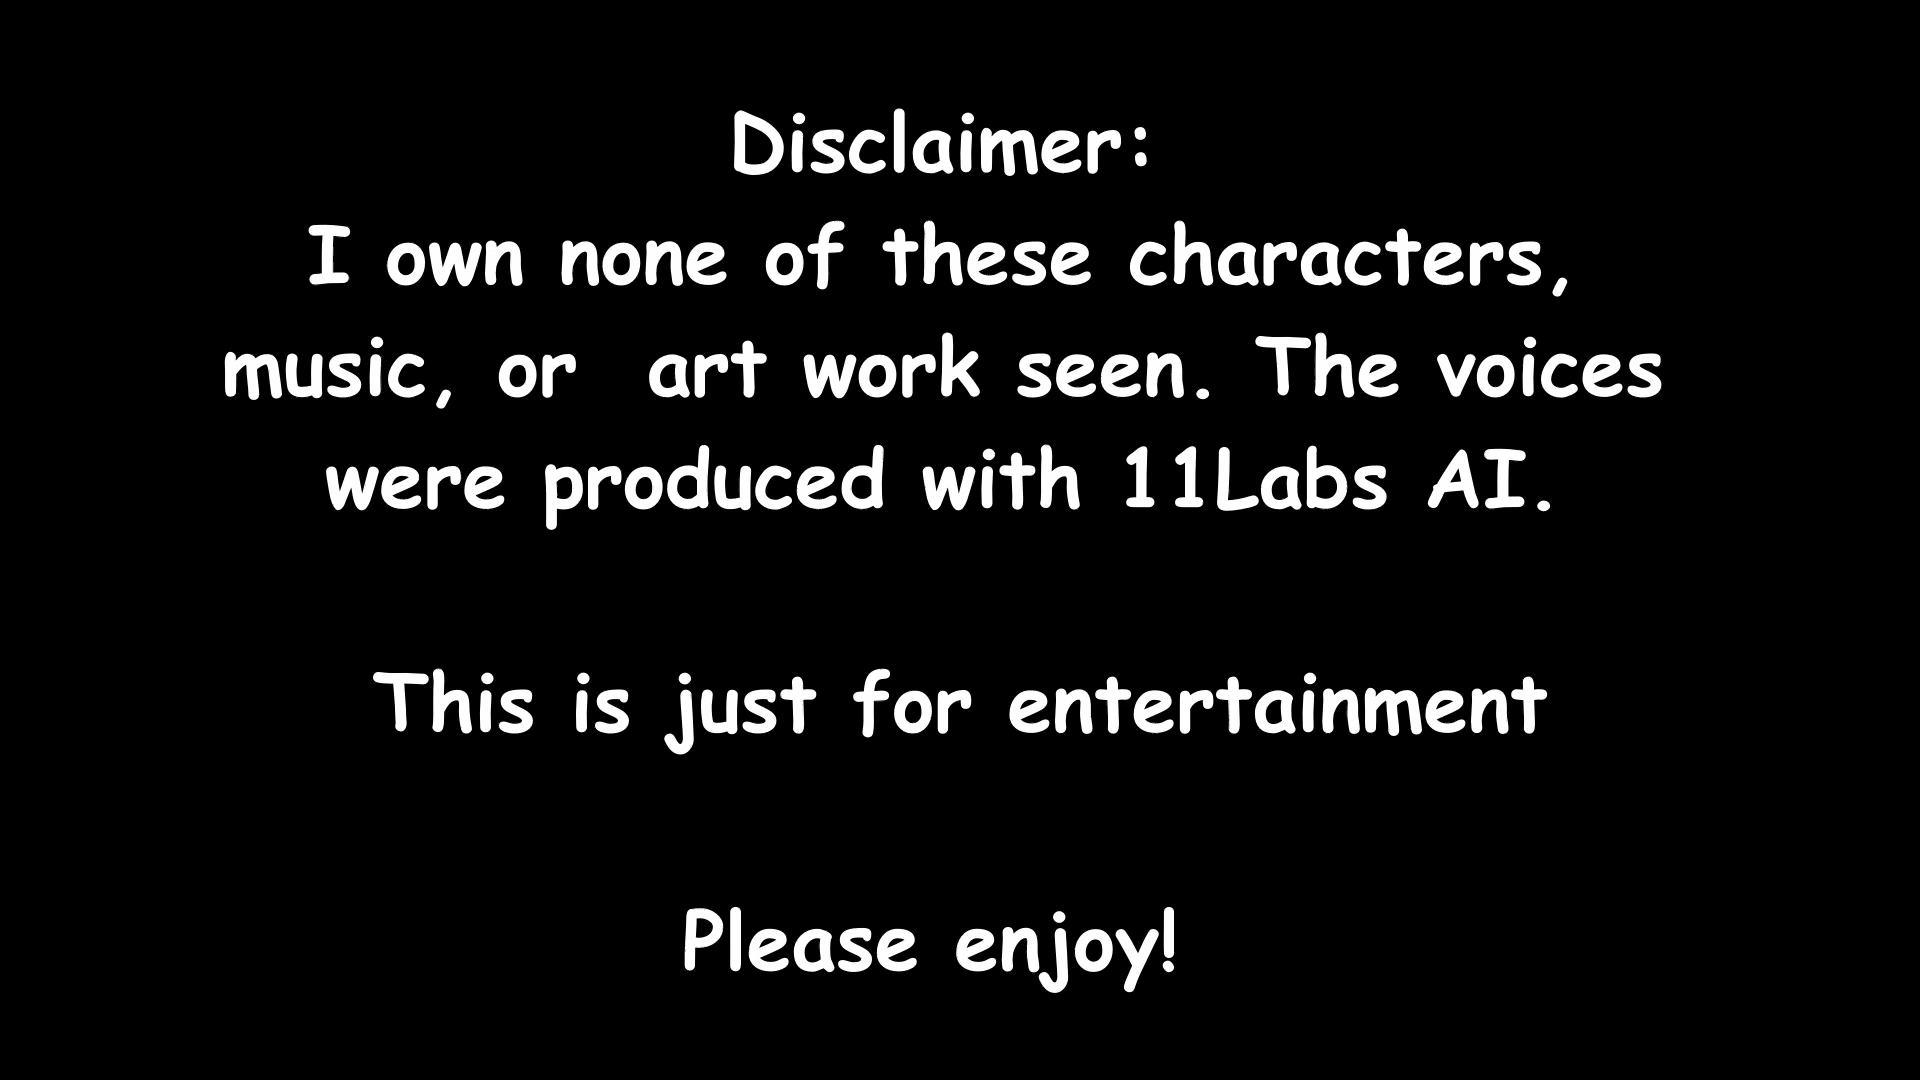 Disclaimer:
I own none of these characters,
music, or  art work seen. The voices
were produced with 11Labs AI.
This is just for entertainment
Please enjoy!